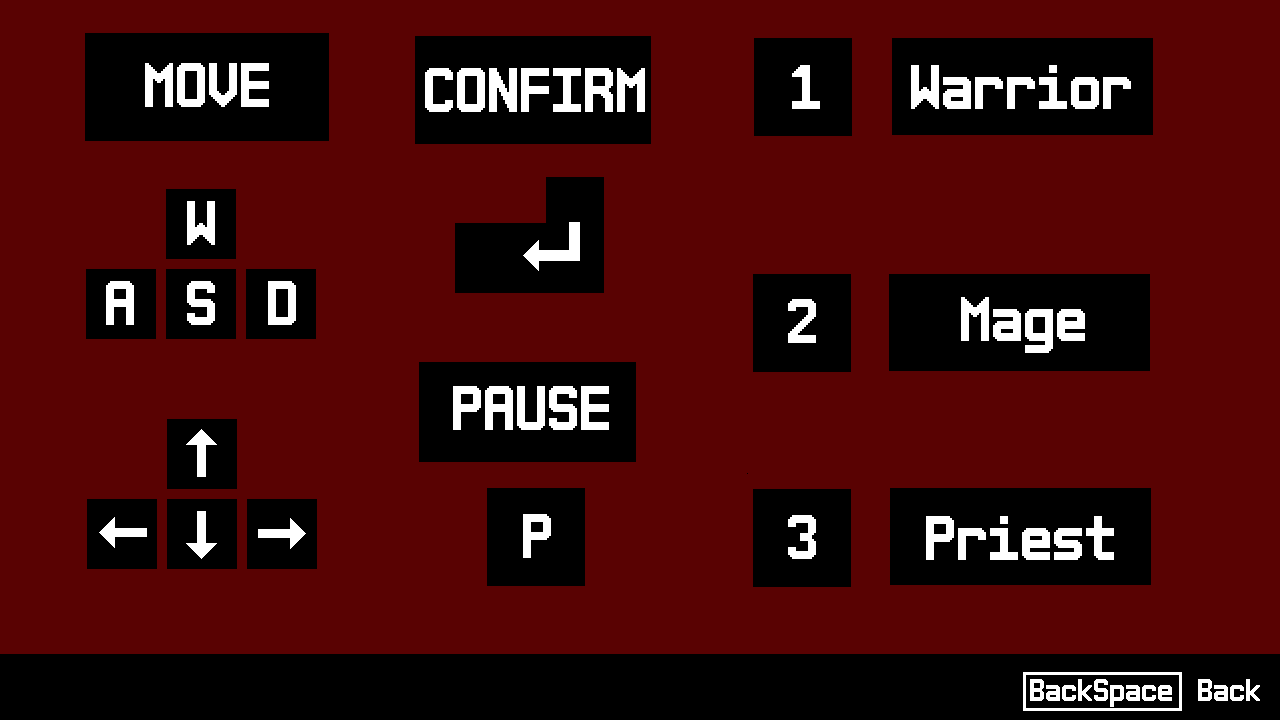 MOVE
W
A S D
↑
← ↓ →
CONFIRM
↵
PAUSE
P
1 Warrior
2 Mage
3 Priest
BackSpace Back